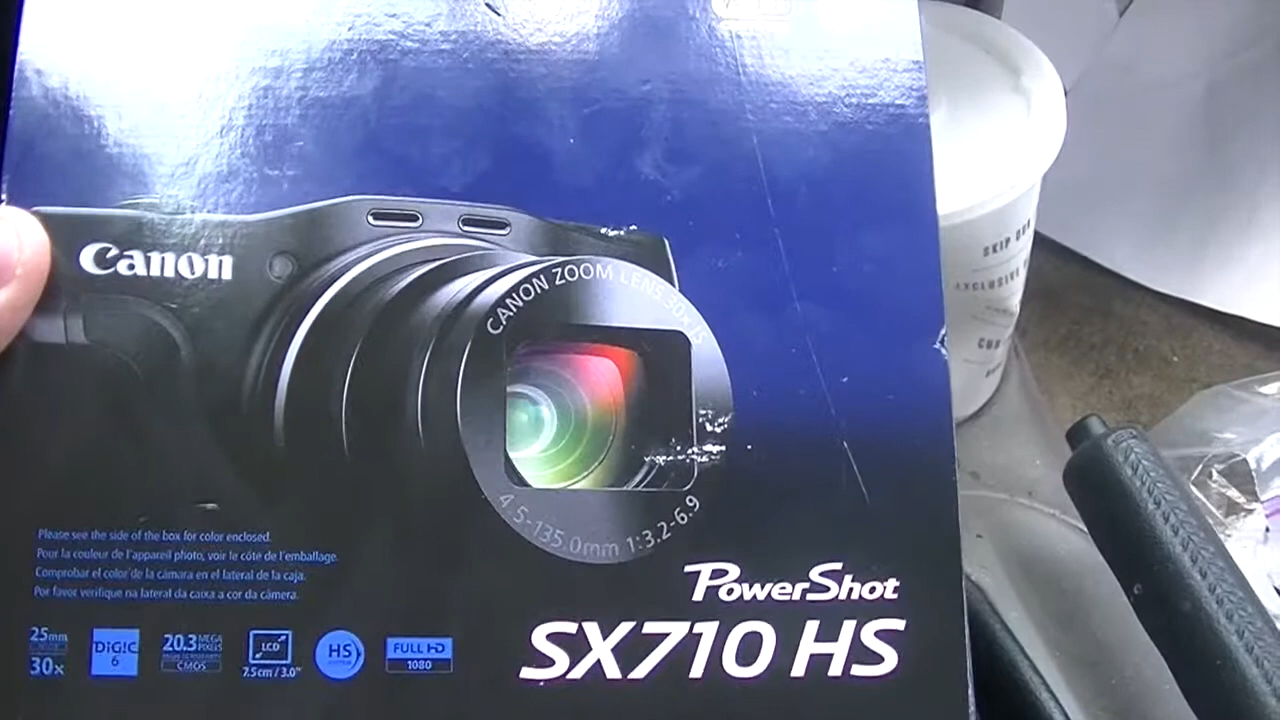 Canon
CANON ZOOM LENS 30x IS
4.5-135.0mm 1:3.2-6.9
Please see the side of the box for color enclosed.
Pour la couleur de l'appareil photo, voir le côté de l'emballage.
Comprobar el color de la cámara en el lateral de la caja.
Por favor verifique na lateral da caixa a cor da câmera.
PowerShot
SX710 HS
25mm
30x
DIGIC
6
20.3 MEGA PIXELS
CMOS
LCD
7.5cm / 3.0"
HS
SYSTEM
FULL HD
1080
SKIP OUR
CUP